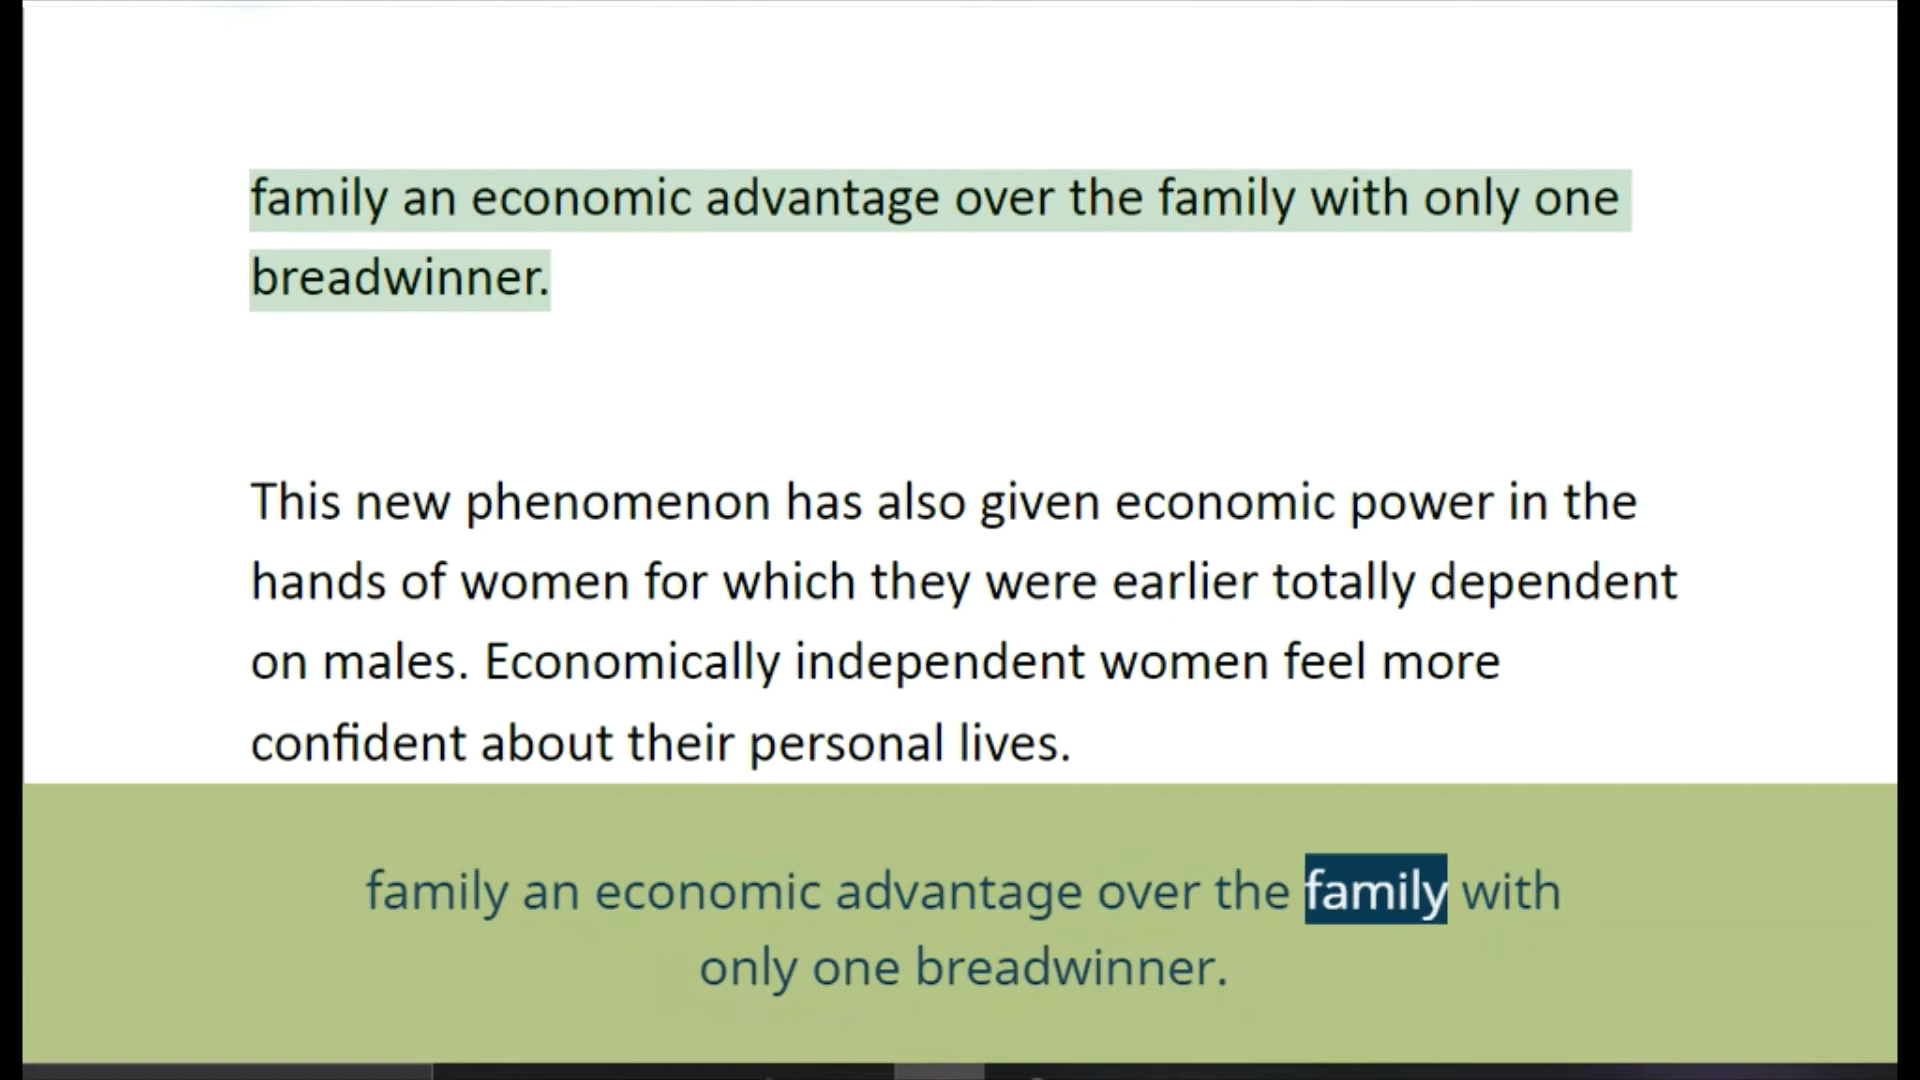 family an economic advantage over the family with only one
breadwinner.
This new phenomenon has also given economic power in the
hands of women for which they were earlier totally dependent
on males. Economically independent women feel more
confident about their personal lives.
family an economic advantage over the family with
only one breadwinner.